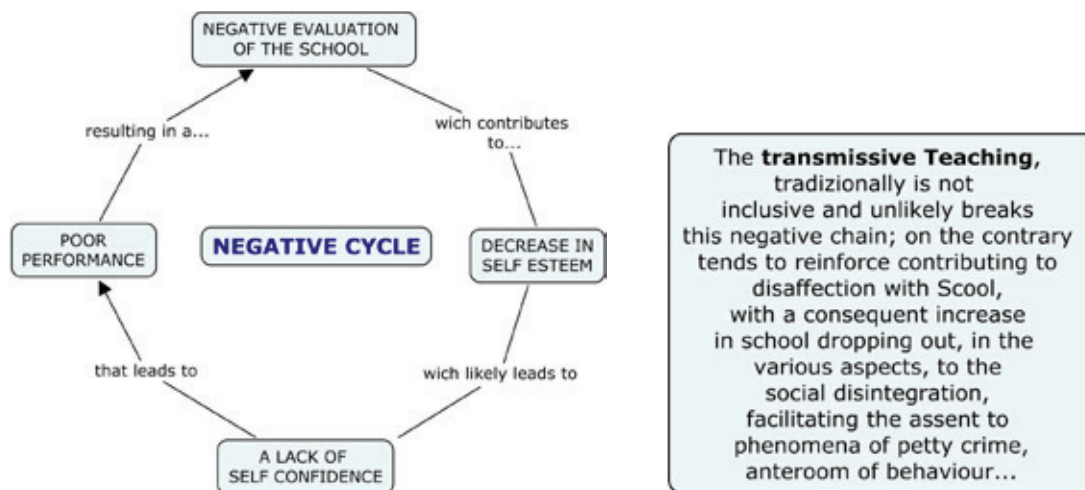 NEGATIVE EVALUATION
OF THE SCHOOL
wich contributes
to...
DECREASE IN
SELF ESTEEM
wich likely leads to
A LACK OF
SELF CONFIDENCE
that leads to
POOR
PERFORMANCE
resulting in a...
NEGATIVE CYCLE
The transmissive Teaching,
tradizionally is not
inclusive and unlikely breaks
this negative chain; on the contrary
tends to reinforce contributing to
disaffection with Scool,
with a consequent increase
in school dropping out, in the
various aspects, to the
social disintegration,
facilitating the assent to
phenomena of petty crime,
anteroom of behaviour...